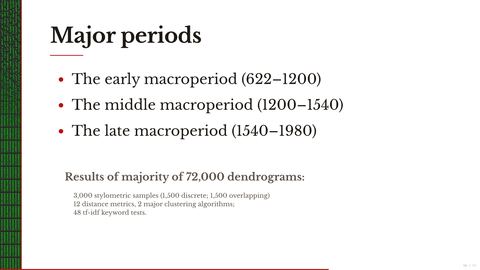 Major periods
The early macroperiod (622–1200)
The middle macroperiod (1200–1540)
The late macroperiod (1540–1980)
Results of majority of 72,000 dendrograms:
3,000 stylometric samples (1,500 discrete; 1,500 overlapping)
12 distance metrics, 2 major clustering algorithms;
48 tf-idf keyword tests.